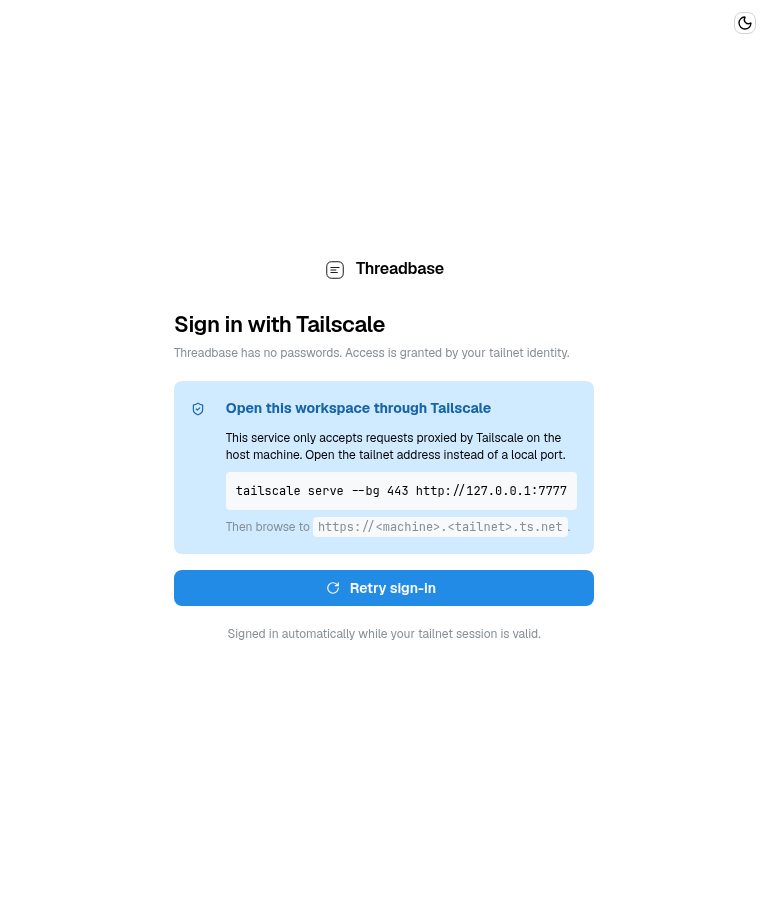 Threadbase
Sign in with Tailscale
Threadbase has no passwords. Access is granted by your tailnet identity.
Open this workspace through Tailscale
This service only accepts requests proxied by Tailscale on the
host machine. Open the tailnet address instead of a local port.
tailscale serve --bg 443 http://127.0.0.1:7777
Then browse to https://<machine>.<tailnet>.ts.net.
Retry sign-in
Signed in automatically while your tailnet session is valid.